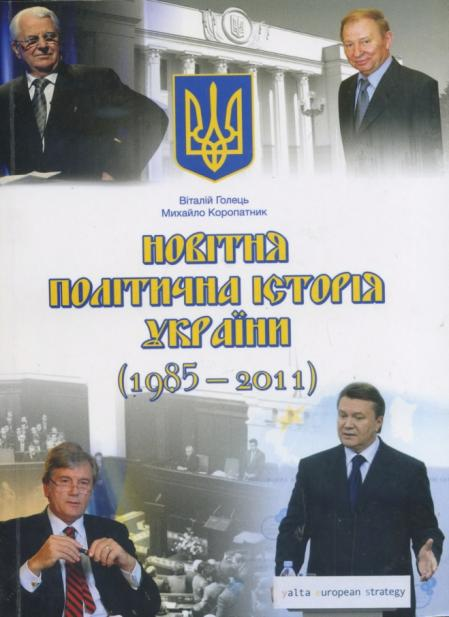 Віталій Голець
Михайло Коропатник
НОВІТНЯ
ПОЛІТИЧНА ІСТОРІЯ
УКРАЇНИ
(1985 – 2011)
yalta european strategy